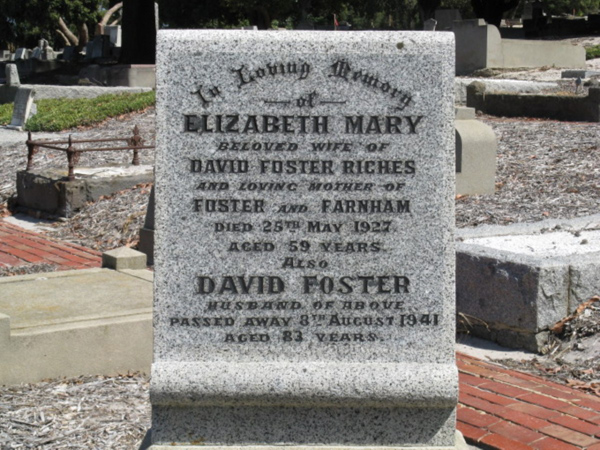 In Loving Memory
of
ELIZABETH MARY
BELOVED WIFE OF
DAVID FOSTER RICHES
AND LOVING MOTHER OF
FOSTER AND FARNHAM
DIED 25TH MAY 1927
AGED 59 YEARS.
ALSO
DAVID FOSTER
HUSBAND OF ABOVE
PASSED AWAY 8TH AUGUST 1941
AGED 83 YEARS.